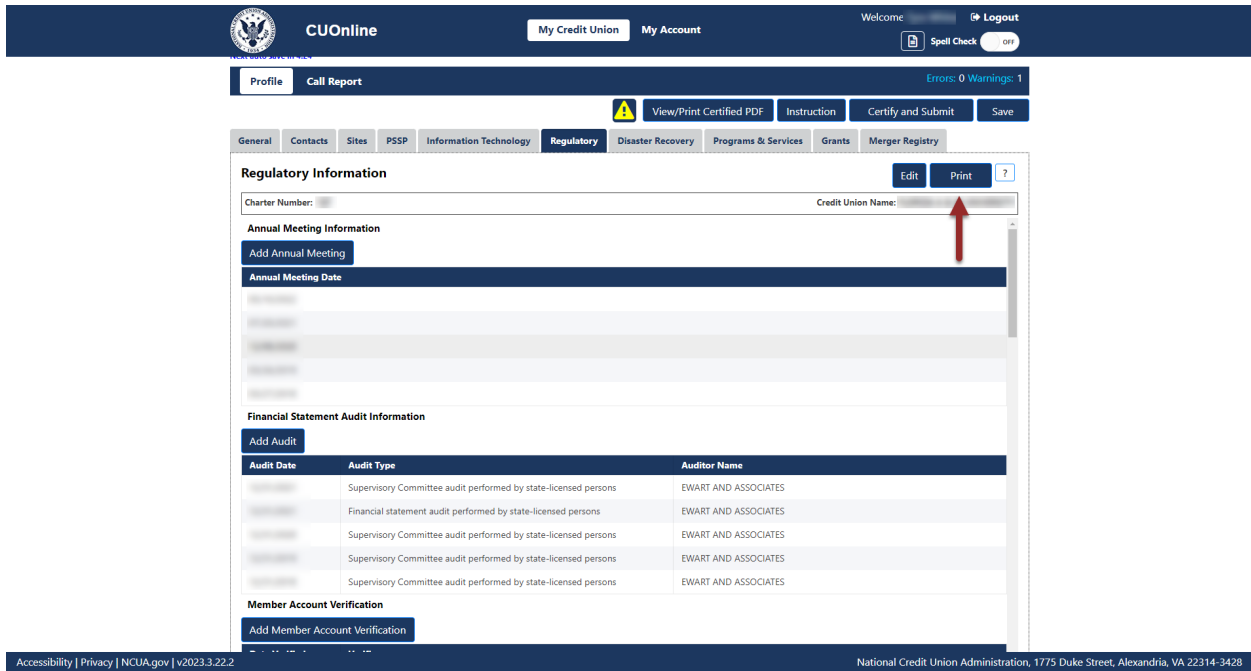 CUOnline
My Credit Union
My Account
Welcome
Logout
Spell Check OFF
Next auto save in 4:24
Profile
Call Report
Errors: 0 Warnings: 1
View/Print Certified PDF
Instruction
Certify and Submit
Save
General
Contacts
Sites
PSSP
Information Technology
Regulatory
Disaster Recovery
Programs & Services
Grants
Merger Registry
Regulatory Information
Edit
Print
?
Charter Number:
Credit Union Name:
Annual Meeting Information
Add Annual Meeting
Annual Meeting Date
Financial Statement Audit Information
Add Audit
Audit Date Audit Type Auditor Name
Supervisory Committee audit performed by state-licensed persons EWART AND ASSOCIATES
Financial statement audit performed by state-licensed persons EWART AND ASSOCIATES
Supervisory Committee audit performed by state-licensed persons EWART AND ASSOCIATES
Supervisory Committee audit performed by state-licensed persons EWART AND ASSOCIATES
Supervisory Committee audit performed by state-licensed persons EWART AND ASSOCIATES
Member Account Verification
Add Member Account Verification
Accessibility | Privacy | NCUA.gov | v2023.3.22.2
National Credit Union Administration, 1775 Duke Street, Alexandria, VA 22314-3428